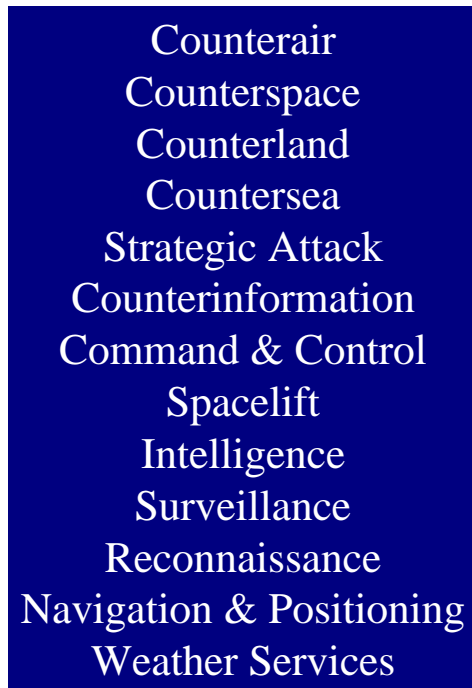 Counterair
Counterspace
Counterland
Countersea
Strategic Attack
Counterinformation
Command & Control
Spacelift
Intelligence
Surveillance
Reconnaissance
Navigation & Positioning
Weather Services